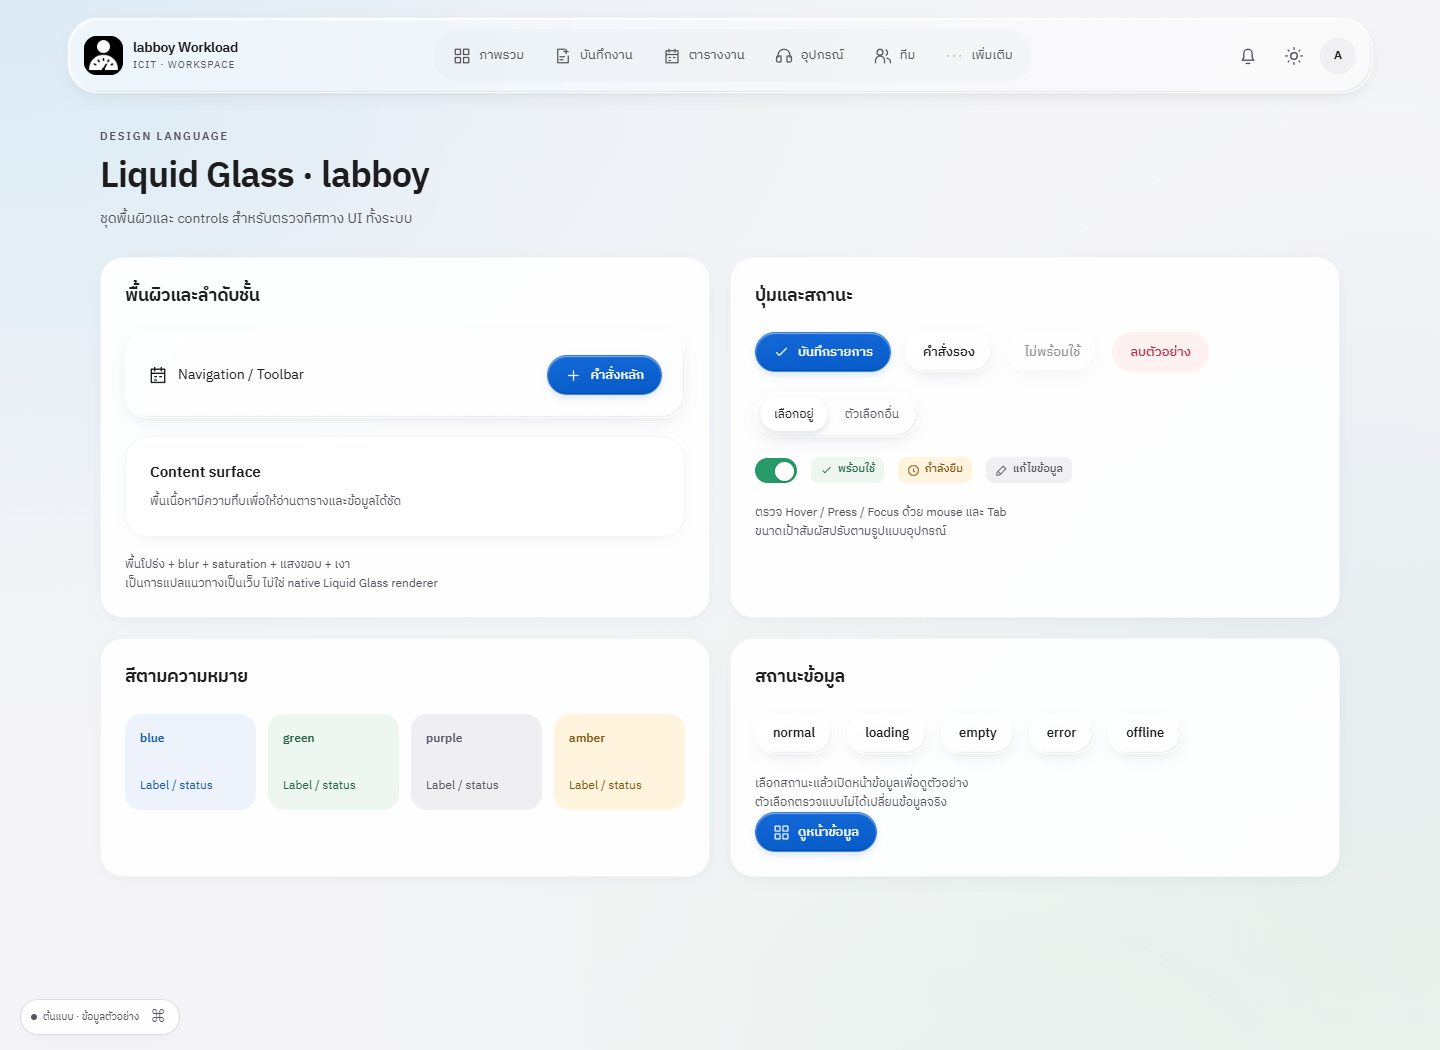 labboy Workload
ICIT · WORKSPACE
ภาพรวม
บันทึกงาน
ตารางงาน
อุปกรณ์
ทีม
··· เพิ่มเติม
A
DESIGN LANGUAGE
Liquid Glass · labboy
ชุดพื้นผิวและ controls สำหรับตรวจทิศทาง UI ทั้งระบบ
พื้นผิวและลำดับชั้น
Navigation / Toolbar
คำสั่งหลัก
Content surface
พื้นเนื้อหามีความทึบเพื่อให้อ่านตารางและข้อมูลได้ชัด
พื้นโปร่ง + blur + saturation + แสงขอบ + เงา
เป็นการแปลแนวทางเป็นเว็บ ไม่ใช่ native Liquid Glass renderer
ปุ่มและสถานะ
บันทึกรายการ
คำสั่งรอง
ไม่พร้อมใช้
ลบตัวอย่าง
เลือกอยู่
ตัวเลือกอื่น
พร้อมใช้
กำลังยืม
แก้ไขข้อมูล
ตรวจ Hover / Press / Focus ด้วย mouse และ Tab
ขนาดเป้าสัมผัสปรับตามรูปแบบอุปกรณ์
สีตามความหมาย
blue
Label / status
green
Label / status
purple
Label / status
amber
Label / status
สถานะข้อมูล
normal
loading
empty
error
offline
เลือกสถานะแล้วเปิดหน้าข้อมูลเพื่อดูตัวอย่าง
ตัวเลือกตรวจแบบไม่ได้เปลี่ยนข้อมูลจริง
ดูหน้าข้อมูล
ต้นแบบ · ข้อมูลตัวอย่าง ⌘